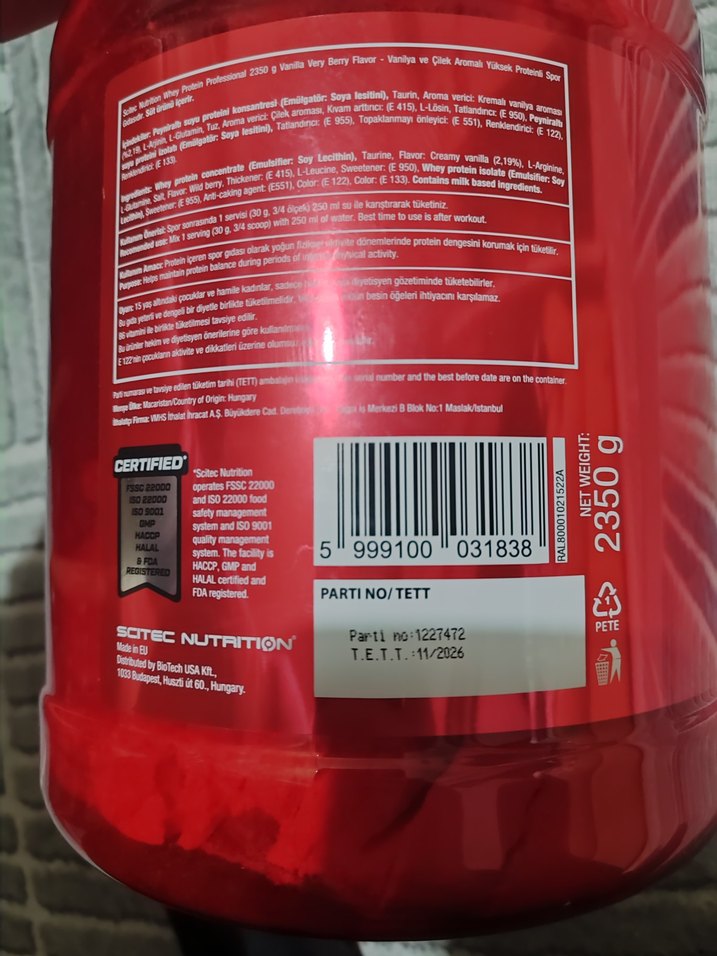 Scitec Nutrition Whey Protein Professional 2350 g Vanilla Very Berry Flavor - Vanilya ve Çilek Aromalı Yüksek Proteinli Spor
Gıdasıdır. Süt ürünü içerir.
İçindekiler: Peyniraltı suyu proteini konsantresi (Emülgatör: Soya lesitini), Taurin, Aroma verici: Kremalı vanilya aroması
(%2,19), L-Arjinin, L-Glutamin, Tuz, Aroma verici: Çilek aroması, Kıvam arttırıcı: (E 415), L-Lösin, Tatlandırıcı: (E 950), Peyniraltı
suyu proteini izolatı (Emülgatör: Soya lesitini), Tatlandırıcı: (E 955), Topaklanmayı önleyici: (E 551), Renklendirici: (E 122),
Renklendirici: (E 133).
Ingredients: Whey protein concentrate (Emulsifier: Soy Lecithin), Taurine, Flavor: Creamy vanilla (2,19%), L-Arginine,
L-Glutamine, Salt, Flavor: Wild berry, Thickener: (E 415), L-Leucine, Sweetener: (E 950), Whey protein isolate (Emulsifier: Soy
Lecithin), Sweetener: (E 955), Anti-caking agent: (E551), Color: (E 122), Color: (E 133). Contains milk based ingredients.
Kullanım Önerisi: Spor sonrasında 1 servisi (30 g, 3/4 ölçek) 250 ml su ile karıştırarak tüketiniz.
Recomended use: Mix 1 serving (30 g, 3/4 scoop) with 250 ml of water. Best time to use is after workout.
Kullanım Amacı: Protein içeren spor gıdası olarak yoğun fiziksel aktivite dönemlerinde protein dengesini korumak için tüketilir.
Purpose: Helps maintain protein balance during periods of physical activity.
Uyarı: 15 yaş altındaki çocuklar ve hamile kadınlar, sadece diyetisyen gözetiminde tüketebilirler.
Bu gıda yeterli ve dengeli bir diyetle birlikte tüketilmelidir. besin öğeleri ihtiyacını karşılamaz.
B6 vitamini ile birlikte tüketilmesi tavsiye edilir.
Bu ürünler hekim ve diyetisyen önerilerine göre
E 122'nin çocukların aktivite ve dikkatleri üzerine
Parti numarası ve tavsiye edilen tüketim tarihi (TETT) ambalajın serial number and the best before date are on the container.
Menşe Ülke: Macaristan/Country of Origin: Hungary
İthalatçı Firma: VMHS İthalat İhracat A.Ş. Büyükdere Cad. İş Merkezi B Blok No:1 Maslak/İstanbul
CERTIFIED*
FSSC 22000
ISO 22000
ISO 9001
GMP
HACCP
HALAL
& FDA
REGISTERED
*Scitec Nutrition
operates FSSC 22000
and ISO 22000 food
safety management
system and ISO 9001
quality management
system. The facility is
HACCP, GMP and
HALAL certified and
FDA registered.
SCITEC NUTRITION®
Made in EU
Distributed by BioTech USA Kft.,
1033 Budapest, Huszti út 60., Hungary.
5 999100 031838
RAL80001021522A
NET WEIGHT:
2350 g
PARTI NO/ TETT
Parti no:1227472
T.E.T.T.:11/2026
1
PETE